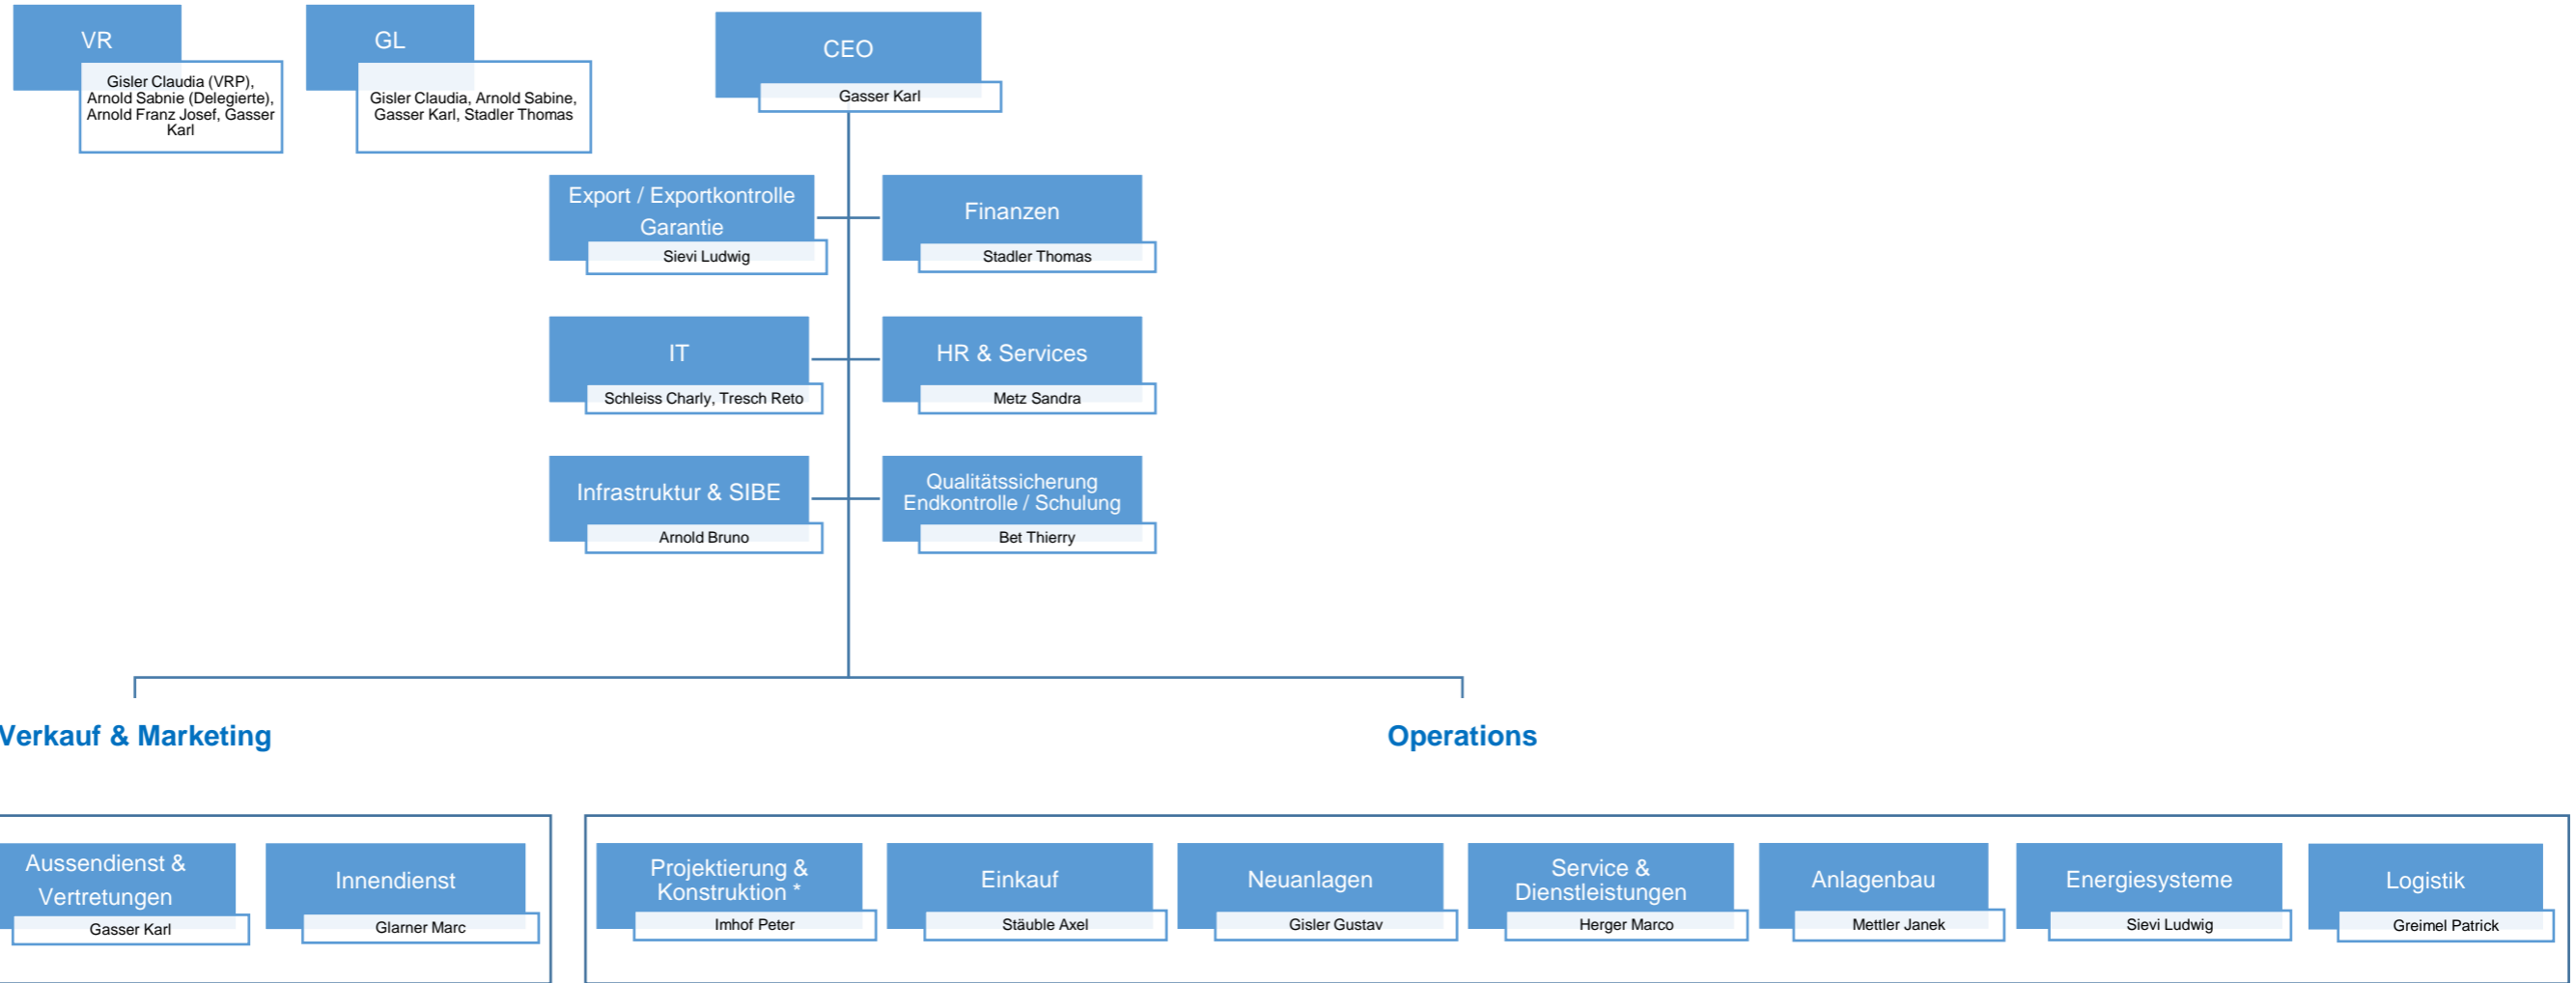 VR
Gisler Claudia (VRP),
Arnold Sabnie (Delegierte),
Arnold Franz Josef, Gasser
Karl
GL
Gisler Claudia, Arnold Sabine,
Gasser Karl, Stadler Thomas
CEO
Gasser Karl
Export / Exportkontrolle
Garantie
Sievi Ludwig
Finanzen
Stadler Thomas
IT
Schleiss Charly, Tresch Reto
HR & Services
Metz Sandra
Infrastruktur & SIBE
Arnold Bruno
Qualitätssicherung
Endkontrolle / Schulung
Bet Thierry
Verkauf & Marketing
Operations
Aussendienst &
Vertretungen
Gasser Karl
Innendienst
Glarner Marc
Projektierung &
Konstruktion *
Imhof Peter
Einkauf
Stäuble Axel
Neuanlagen
Gisler Gustav
Service &
Dienstleistungen
Herger Marco
Anlagenbau
Mettler Janek
Energiesysteme
Sievi Ludwig
Logistik
Greimel Patrick